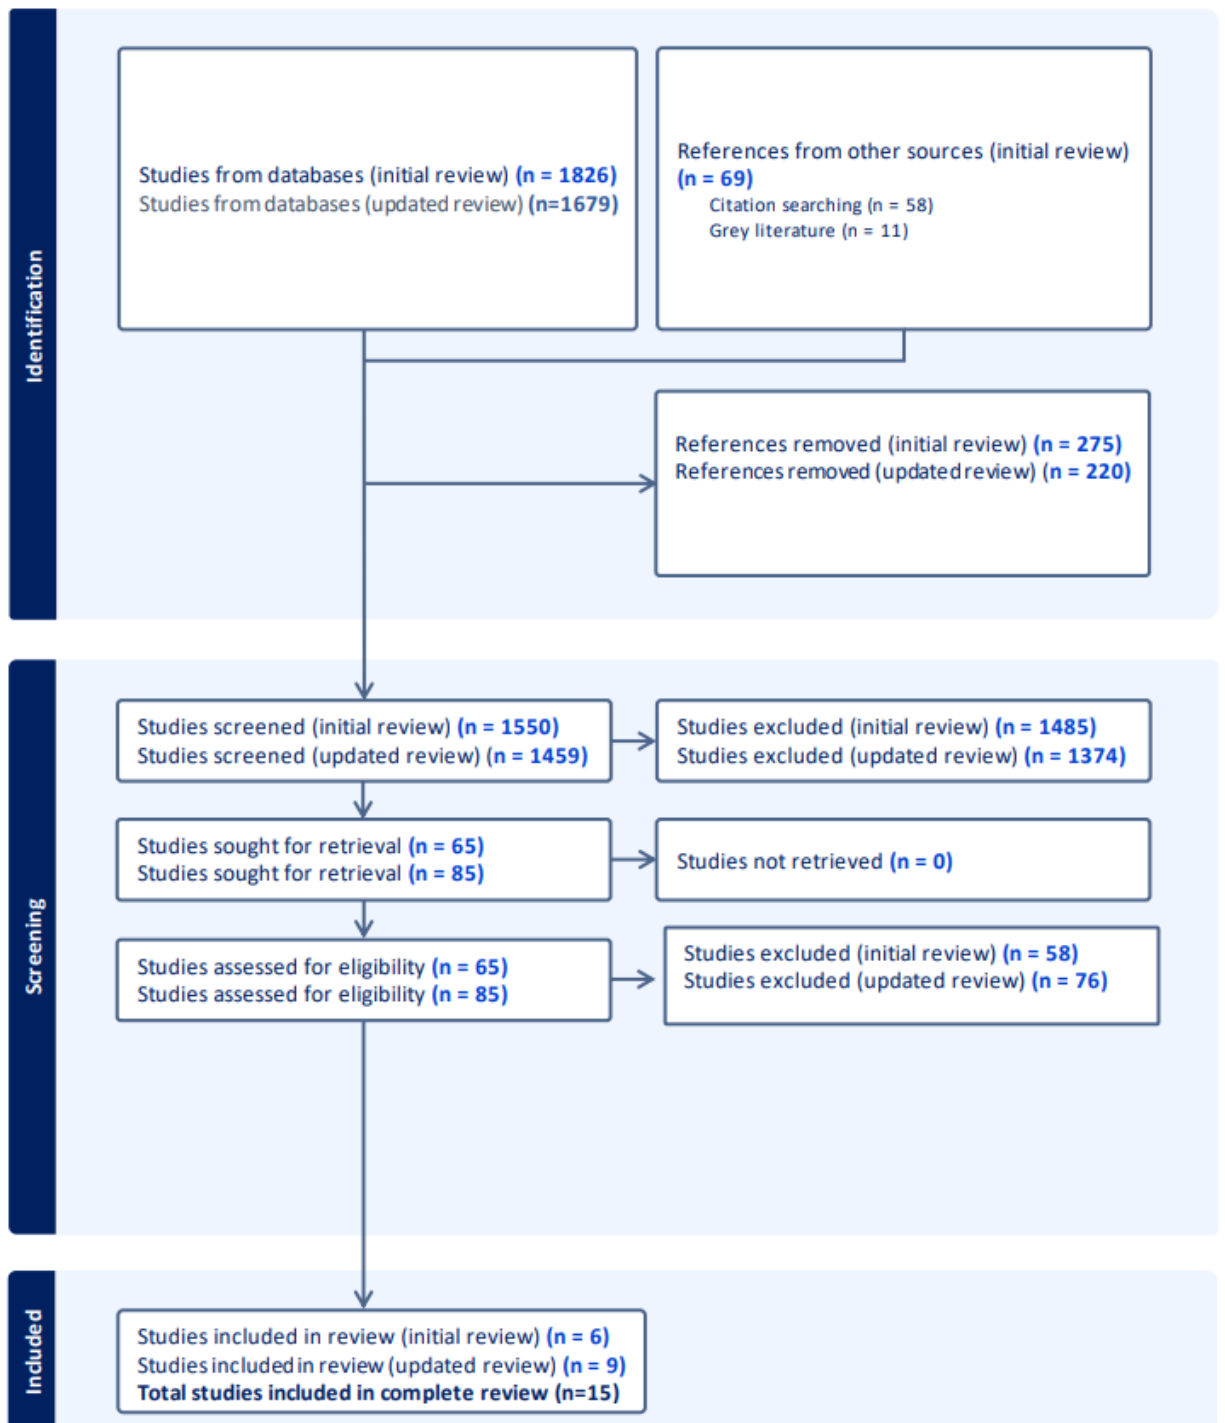 Identification
Studies from databases (initial review) (n = 1826)
Studies from databases (updated review) (n=1679)
References from other sources (initial review)
(n = 69)
Citation searching (n = 58)
Grey literature (n = 11)
References removed (initial review) (n = 275)
References removed (updated review) (n = 220)
Screening
Studies screened (initial review) (n = 1550)
Studies screened (updated review) (n = 1459)
Studies excluded (initial review) (n = 1485)
Studies excluded (updated review) (n = 1374)
Studies sought for retrieval (n = 65)
Studies sought for retrieval (n = 85)
Studies not retrieved (n = 0)
Studies assessed for eligibility (n = 65)
Studies assessed for eligibility (n = 85)
Studies excluded (initial review) (n = 58)
Studies excluded (updated review) (n = 76)
Included
Studies included in review (initial review) (n = 6)
Studies included in review (updated review) (n = 9)
Total studies included in complete review (n=15)